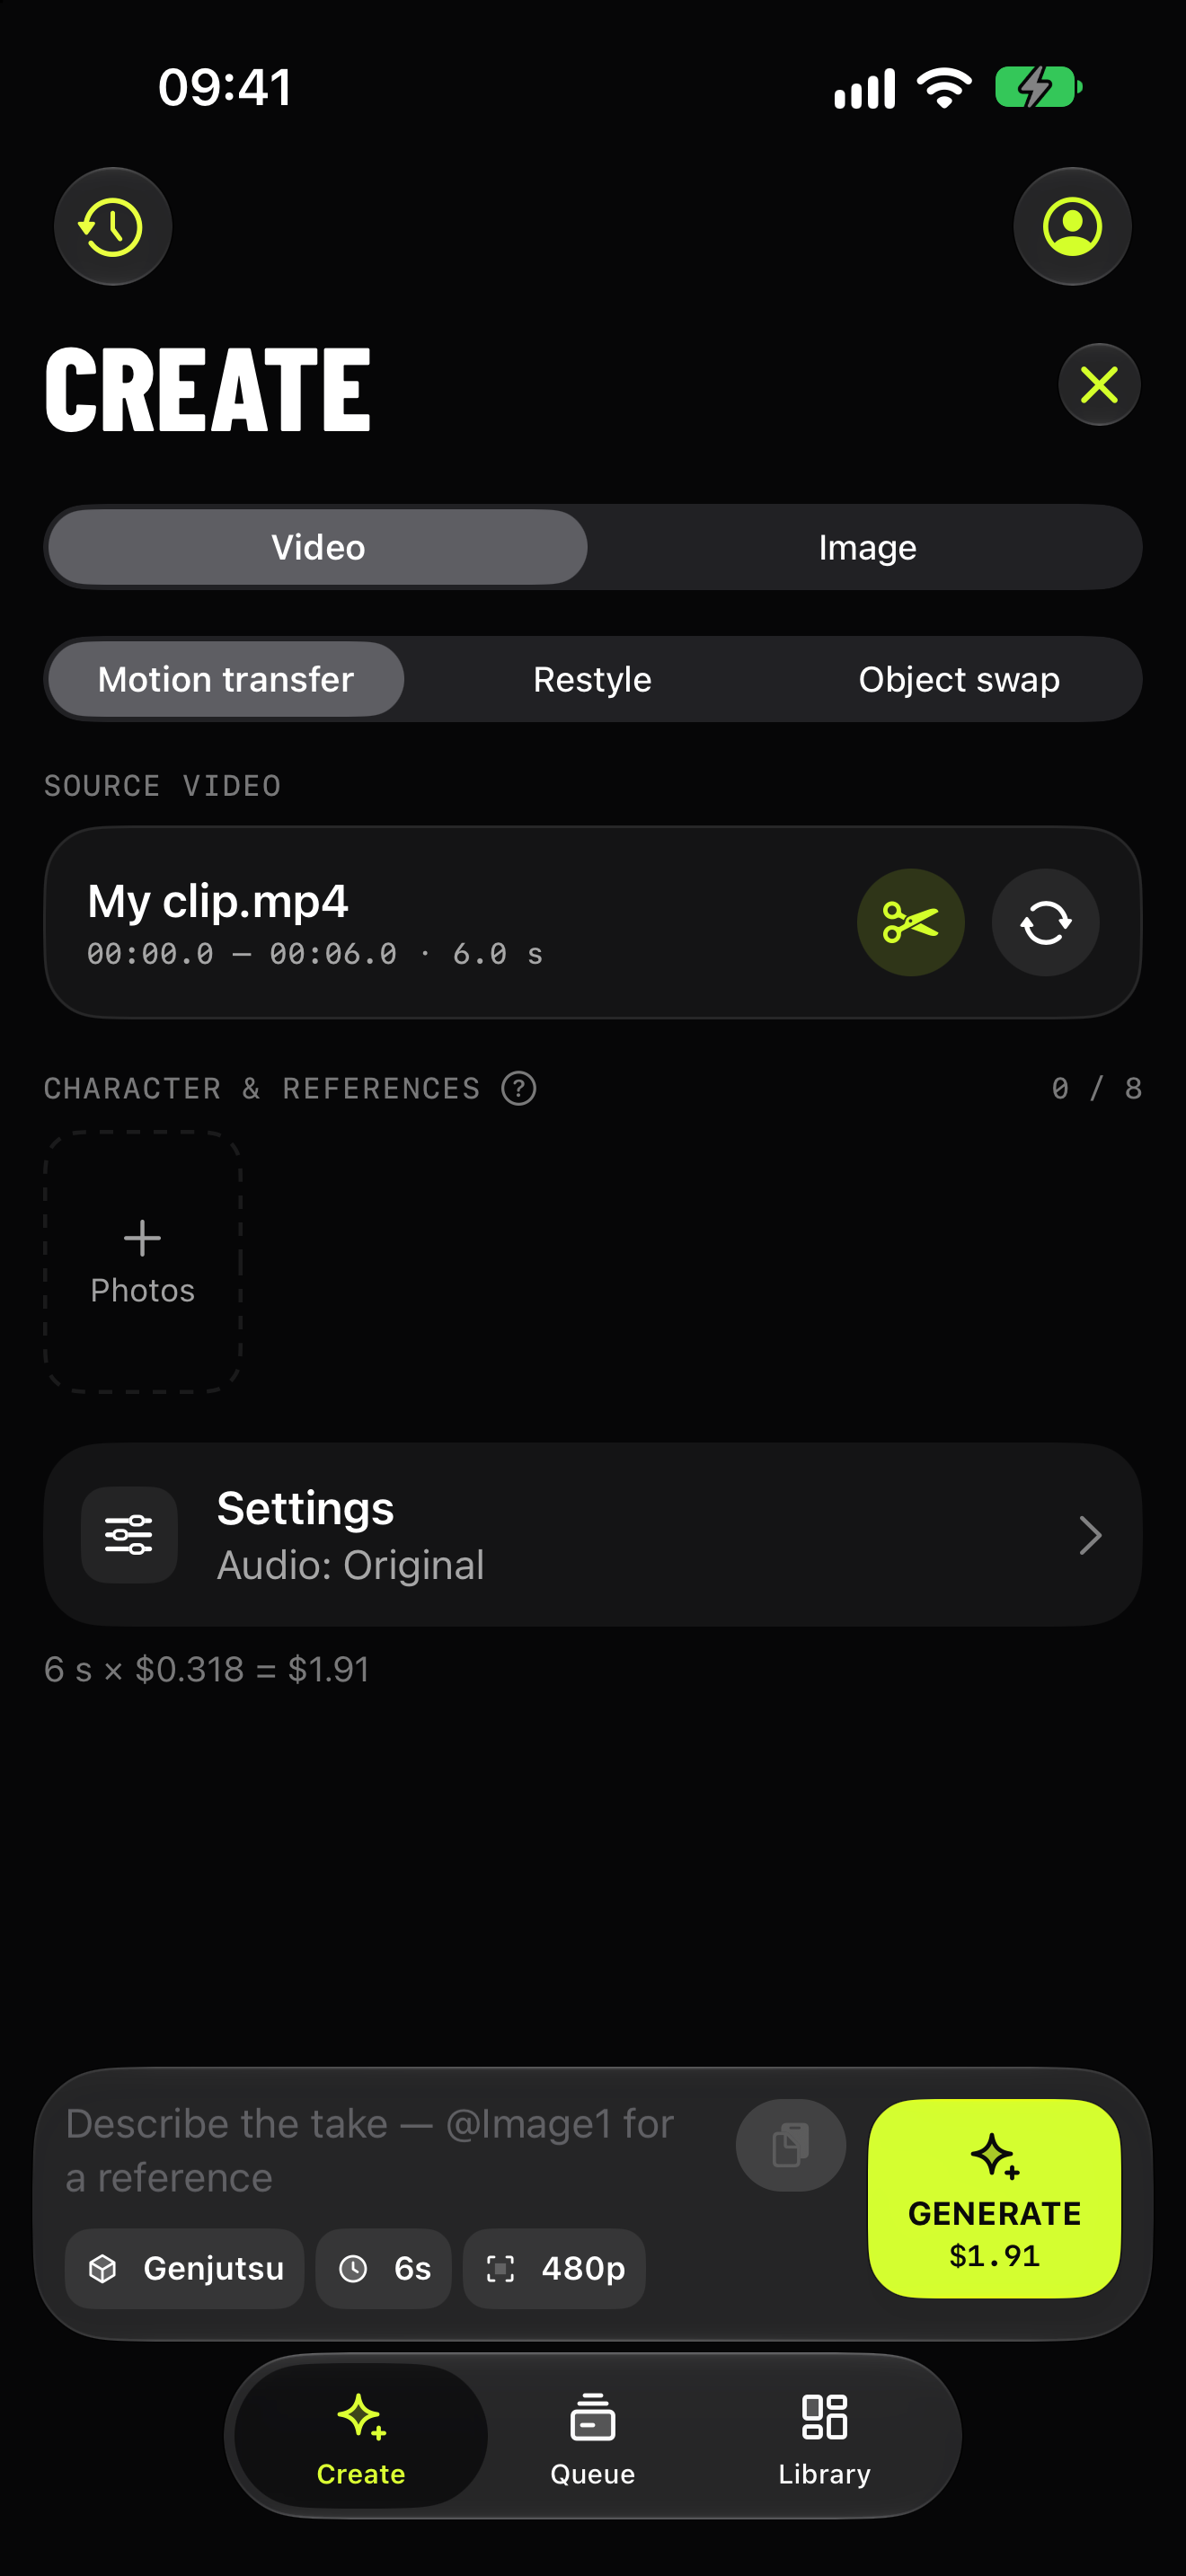 09:41
CREATE
Video
Image
Motion transfer
Restyle
Object swap
SOURCE VIDEO
My clip.mp4
00:00.0 — 00:06.0 · 6.0 s
CHARACTER & REFERENCES ?
0 / 8
Photos
Settings
Audio: Original
6 s × $0.318 = $1.91
Describe the take — @Image1 for
a reference
GENERATE
$1.91
Genjutsu
6s
480p
Create
Queue
Library